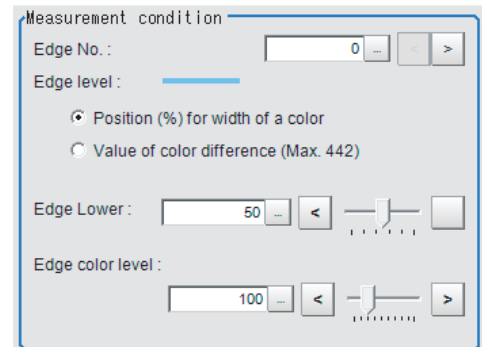 Measurement condition
Edge No. : 0 ... < >
Edge level :
Position (%) for width of a color
Value of color difference (Max. 442)
Edge Lower : 50 ... <
Edge color level :
100 ... < >